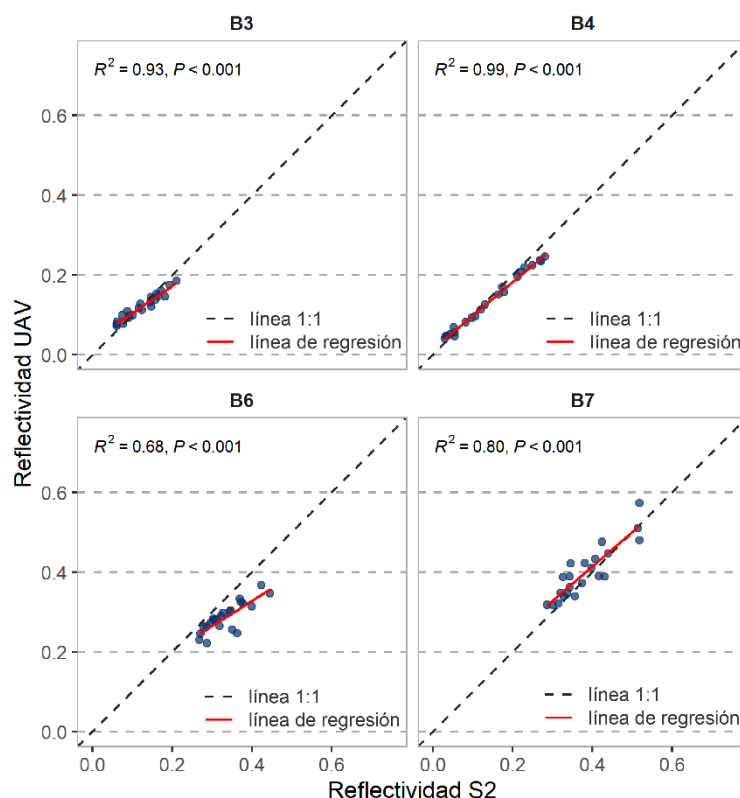 B3
B4
R² = 0.93, P < 0.001
R² = 0.99, P < 0.001
0.6
0.4
0.2
0.0
línea 1:1
línea de regresión
línea 1:1
línea de regresión
Reflectividad UAV
B6
B7
R² = 0.68, P < 0.001
R² = 0.80, P < 0.001
0.6
0.4
0.2
0.0
línea 1:1
línea de regresión
línea 1:1
línea de regresión
0.0 0.2 0.4 0.6
0.0 0.2 0.4 0.6
Reflectividad S2